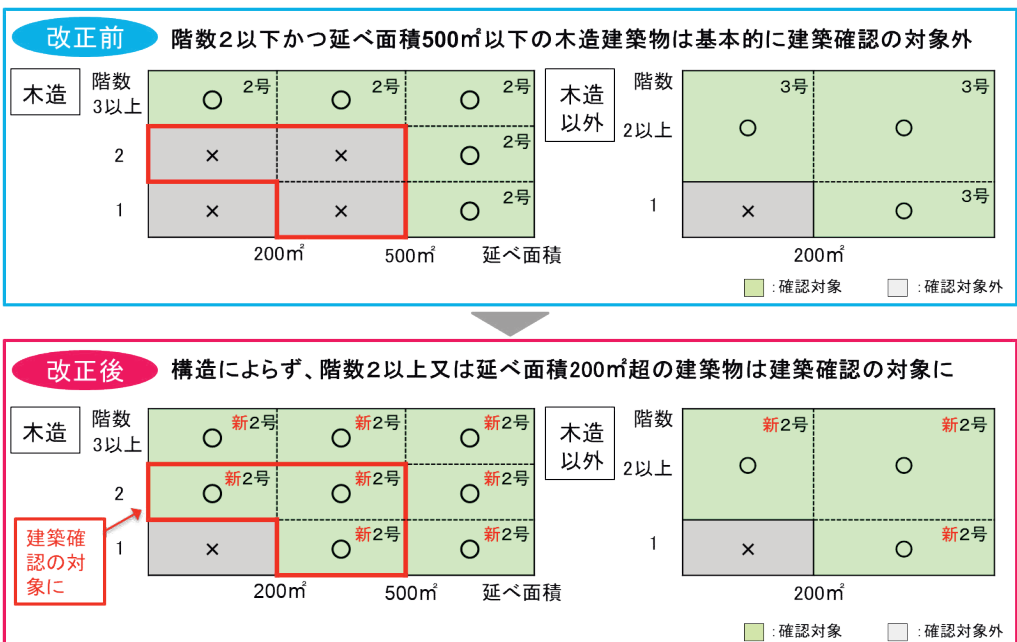 改正前 階数2以下かつ延べ面積500㎡以下の木造建築物は基本的に建築確認の対象外
木造
階数
3以上 ○ 2号 ○ 2号 ○ 2号
2 × × ○ 2号
1 × × ○ 2号
200㎡ 500㎡ 延べ面積
木造
以外
階数
2以上 ○ 3号 ○ 3号
1 × ○ 3号
200㎡
:確認対象 :確認対象外
改正後 構造によらず、階数2以上又は延べ面積200㎡超の建築物は建築確認の対象に
木造
階数
3以上 ○ 新2号 ○ 新2号 ○ 新2号
2 ○ 新2号 ○ 新2号 ○ 新2号
1 × ○ 新2号 ○ 新2号
200㎡ 500㎡ 延べ面積
建築確
認の対
象に
木造
以外
階数
2以上 ○ 新2号 ○ 新2号
1 × ○ 新2号
200㎡
:確認対象 :確認対象外